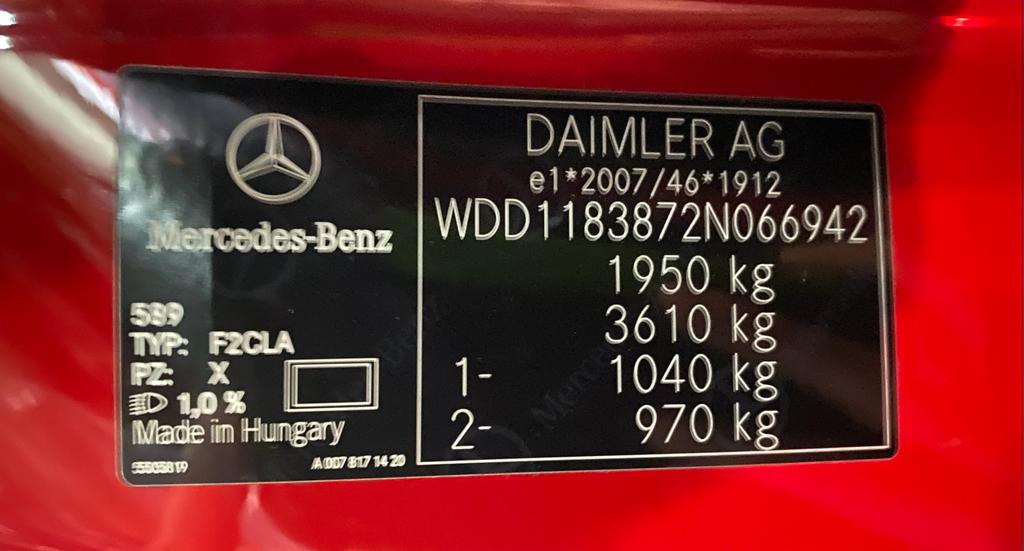 Mercedes-Benz
589
TYP: F2CLA
PZ: X
1,0 %
Made in Hungary
A 007 817 14 20
DAIMLER AG
e1*2007/46*1912
WDD1183872N066942
1950 kg
3610 kg
1- 1040 kg
2- 970 kg